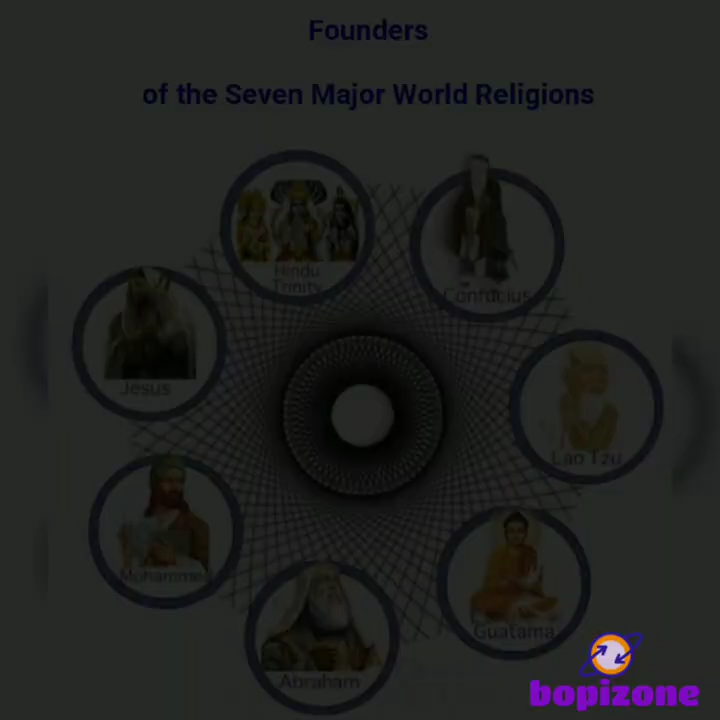 Founders
of the Seven Major World Religions
Hindu
Trinity
Confucius
Jesus
Lao Tzu
Mohammed
Guatama
Abraham
bopizone